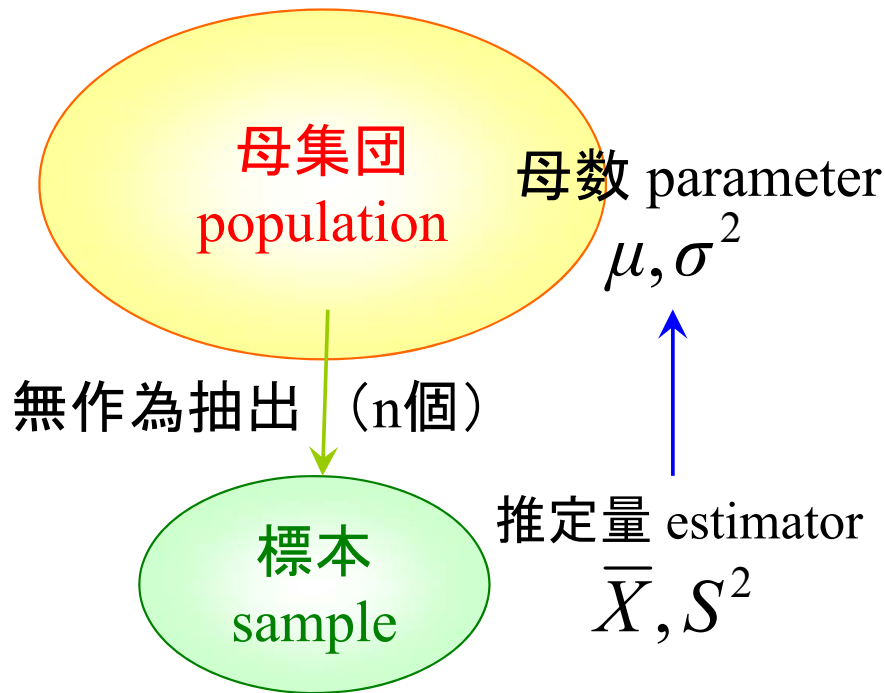 母集団
population
母数 parameter
μ, σ²
無作為抽出 （n個）
標本
sample
推定量 estimator
X̅, S²